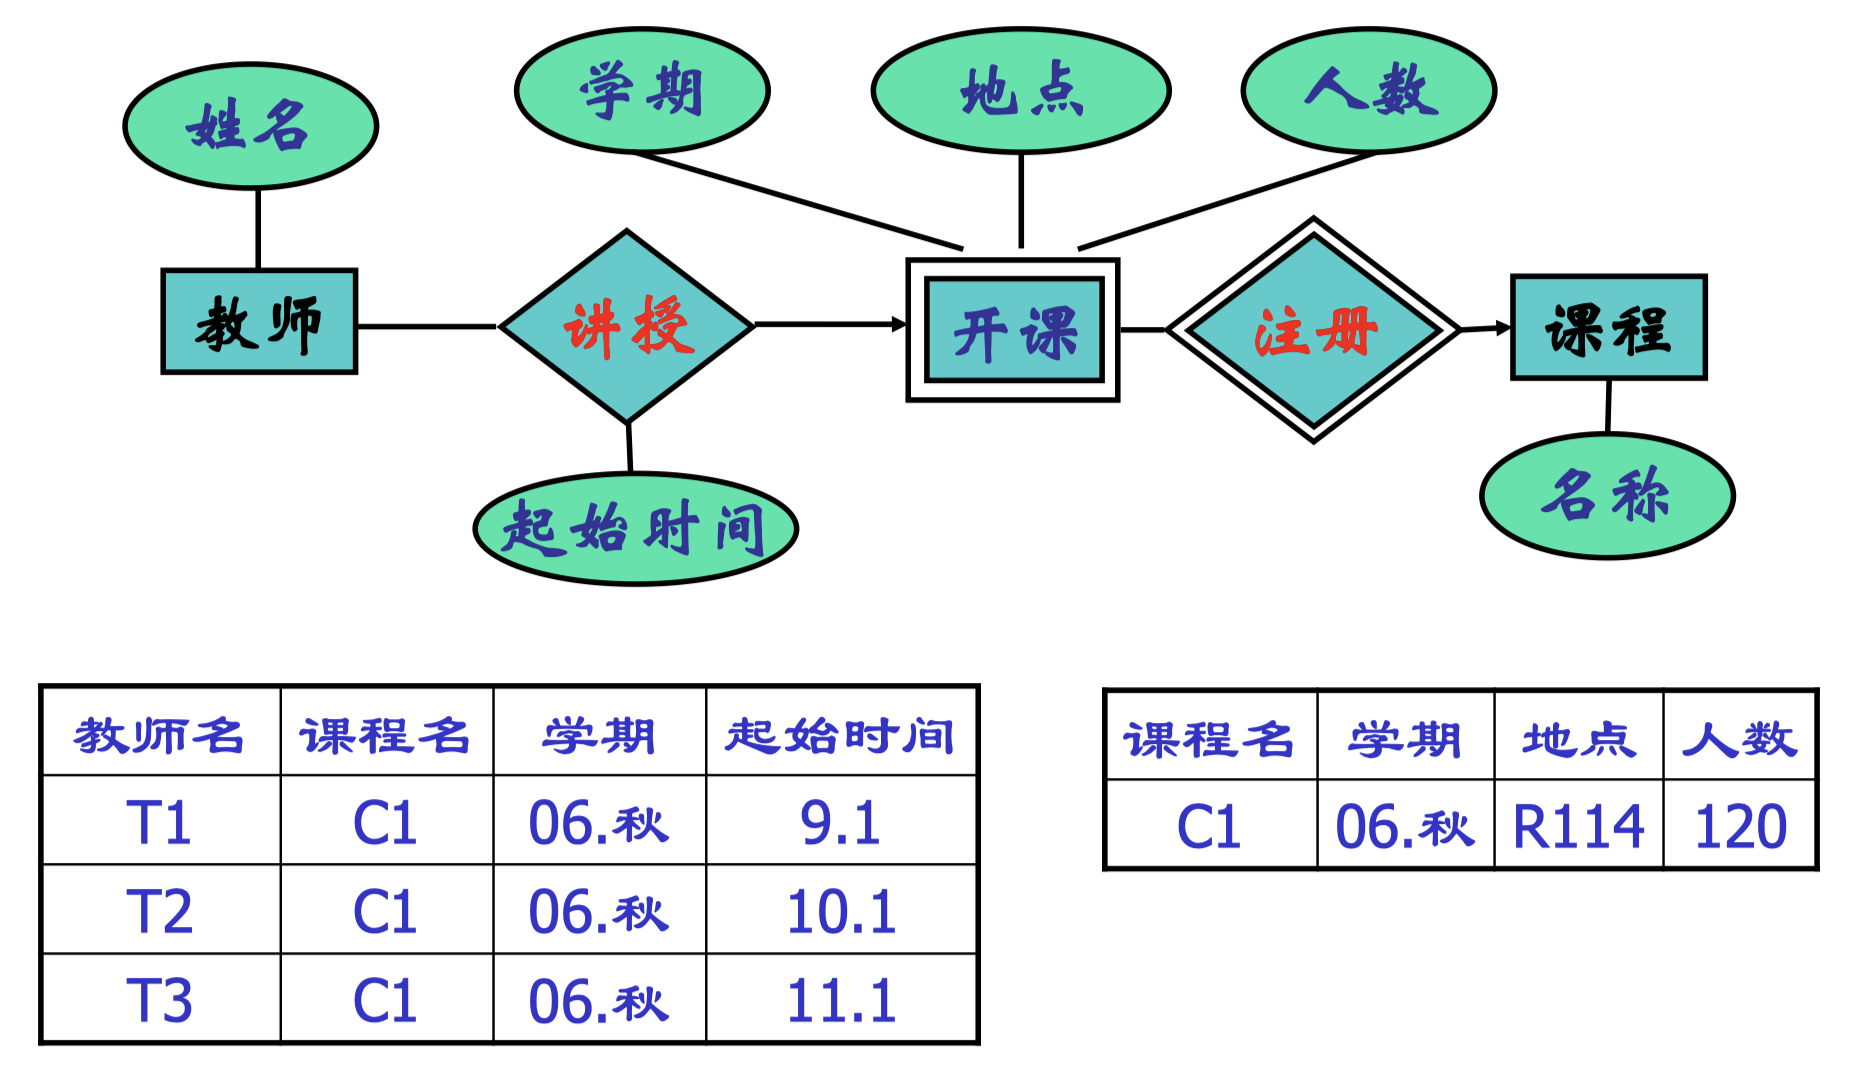 姓名
学期
地点
人数
教师
讲授
开课
注册
课程
起始时间
名称
教师名 课程名 学期 起始时间
T1 C1 06.秋 9.1
T2 C1 06.秋 10.1
T3 C1 06.秋 11.1
课程名 学期 地点 人数
C1 06.秋 R114 120